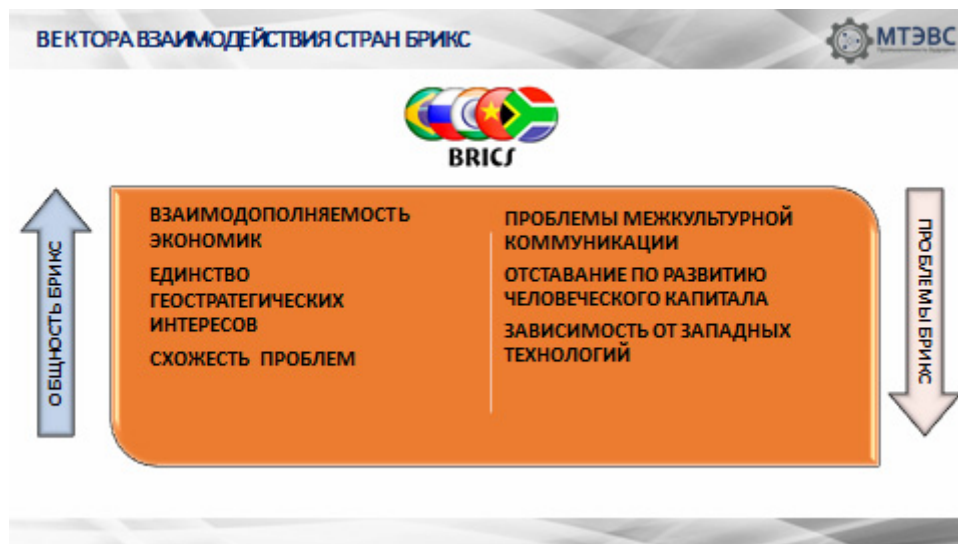 ВЕКТОРА ВЗАИМОДЕЙСТВИЯ СТРАН БРИКС
МТЭВС
BRICS
ОБЩНОСТЬ БРИКС
ВЗАИМОДОПОЛНЯЕМОСТЬ
ЭКОНОМИК
ЕДИНСТВО
ГЕОСТРАТЕГИЧЕСКИХ
ИНТЕРЕСОВ
СХОЖЕСТЬ ПРОБЛЕМ
ПРОБЛЕМЫ МЕЖКУЛЬТУРНОЙ
КОММУНИКАЦИИ
ОТСТАВАНИЕ ПО РАЗВИТИЮ
ЧЕЛОВЕЧЕСКОГО КАПИТАЛА
ЗАВИСИМОСТЬ ОТ ЗАПАДНЫХ
ТЕХНОЛОГИЙ
ПРОБЛЕМЫ БРИКС